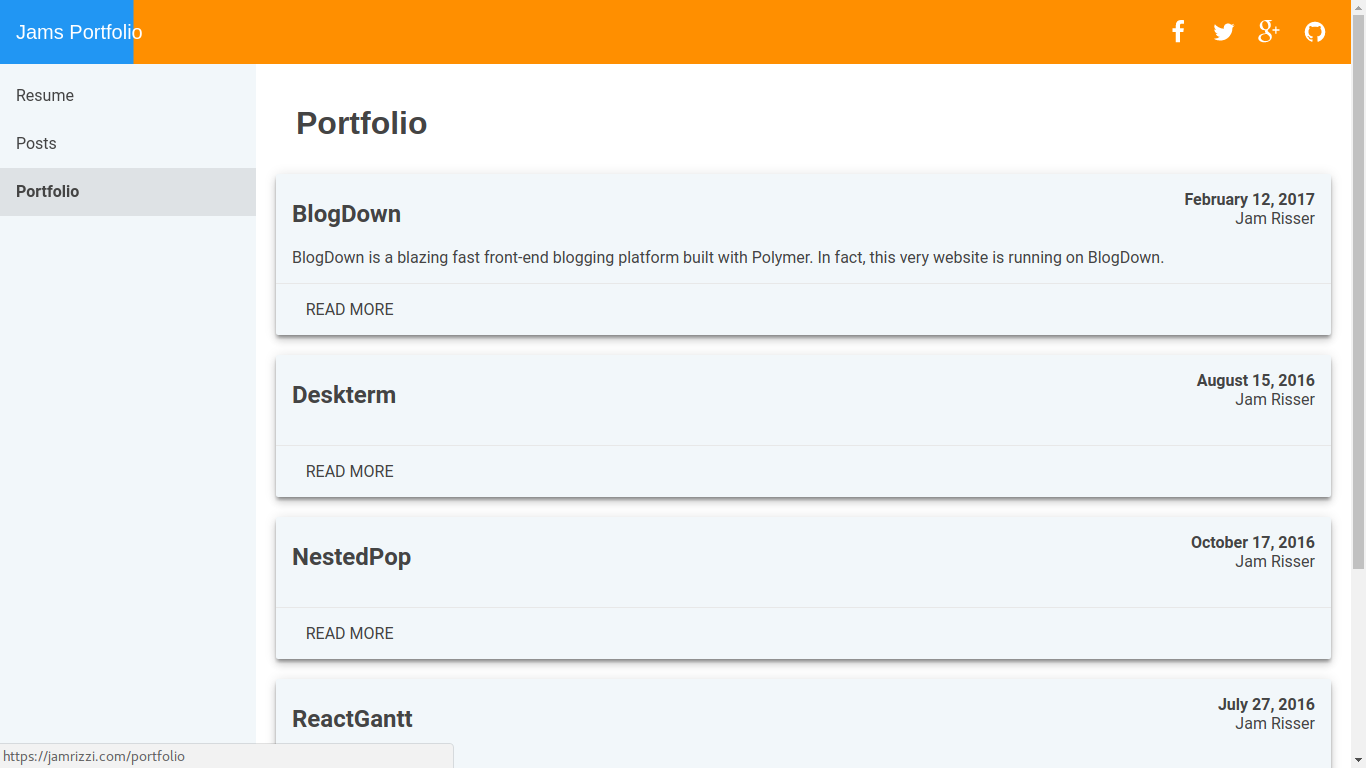 Jams Portfolio
Resume
Posts
Portfolio
Portfolio
BlogDown
February 12, 2017
Jam Risser
BlogDown is a blazing fast front-end blogging platform built with Polymer. In fact, this very website is running on BlogDown.
READ MORE
Deskterm
August 15, 2016
Jam Risser
READ MORE
NestedPop
October 17, 2016
Jam Risser
READ MORE
ReactGantt
July 27, 2016
Jam Risser
https://jamrizzi.com/portfolio